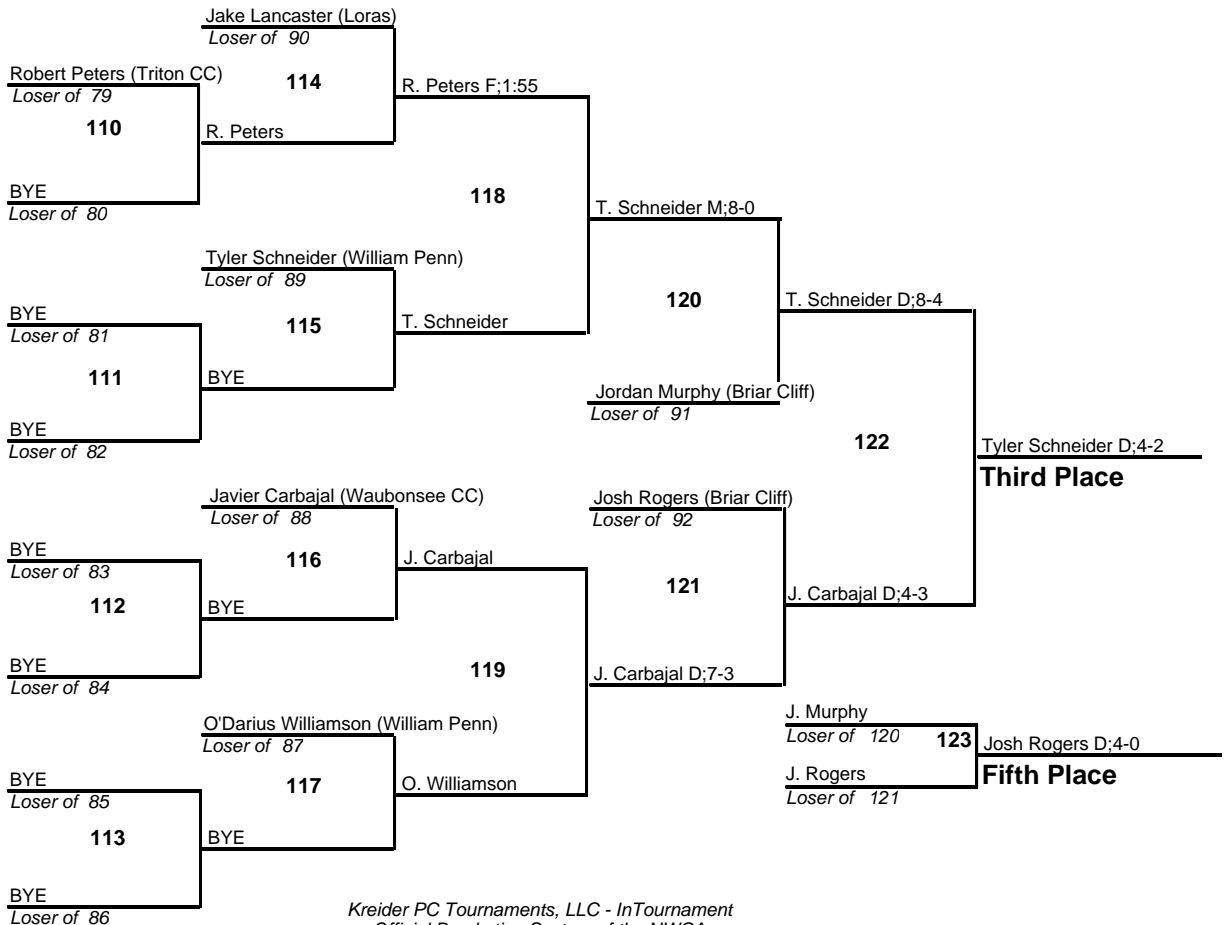 Jake Lancaster (Loras)
Loser of 90
Robert Peters (Triton CC)
Loser of 79
114
R. Peters F;1:55
110
R. Peters
BYE
Loser of 80
118
T. Schneider M;8-0
Tyler Schneider (William Penn)
Loser of 89
BYE
Loser of 81
115
T. Schneider
120
T. Schneider D;8-4
111
BYE
Jordan Murphy (Briar Cliff)
Loser of 91
BYE
Loser of 82
122
Tyler Schneider D;4-2
Third Place
Javier Carbajal (Waubonsee CC)
Loser of 88
Josh Rogers (Briar Cliff)
Loser of 92
BYE
Loser of 83
116
J. Carbajal
121
J. Carbajal D;4-3
112
BYE
BYE
Loser of 84
119
J. Carbajal D;7-3
O'Darius Williamson (William Penn)
Loser of 87
J. Murphy
Loser of 120
123
Josh Rogers D;4-0
Fifth Place
BYE
Loser of 85
117
O. Williamson
J. Rogers
Loser of 121
113
BYE
BYE
Loser of 86
Kreider PC Tournaments, LLC - InTournament